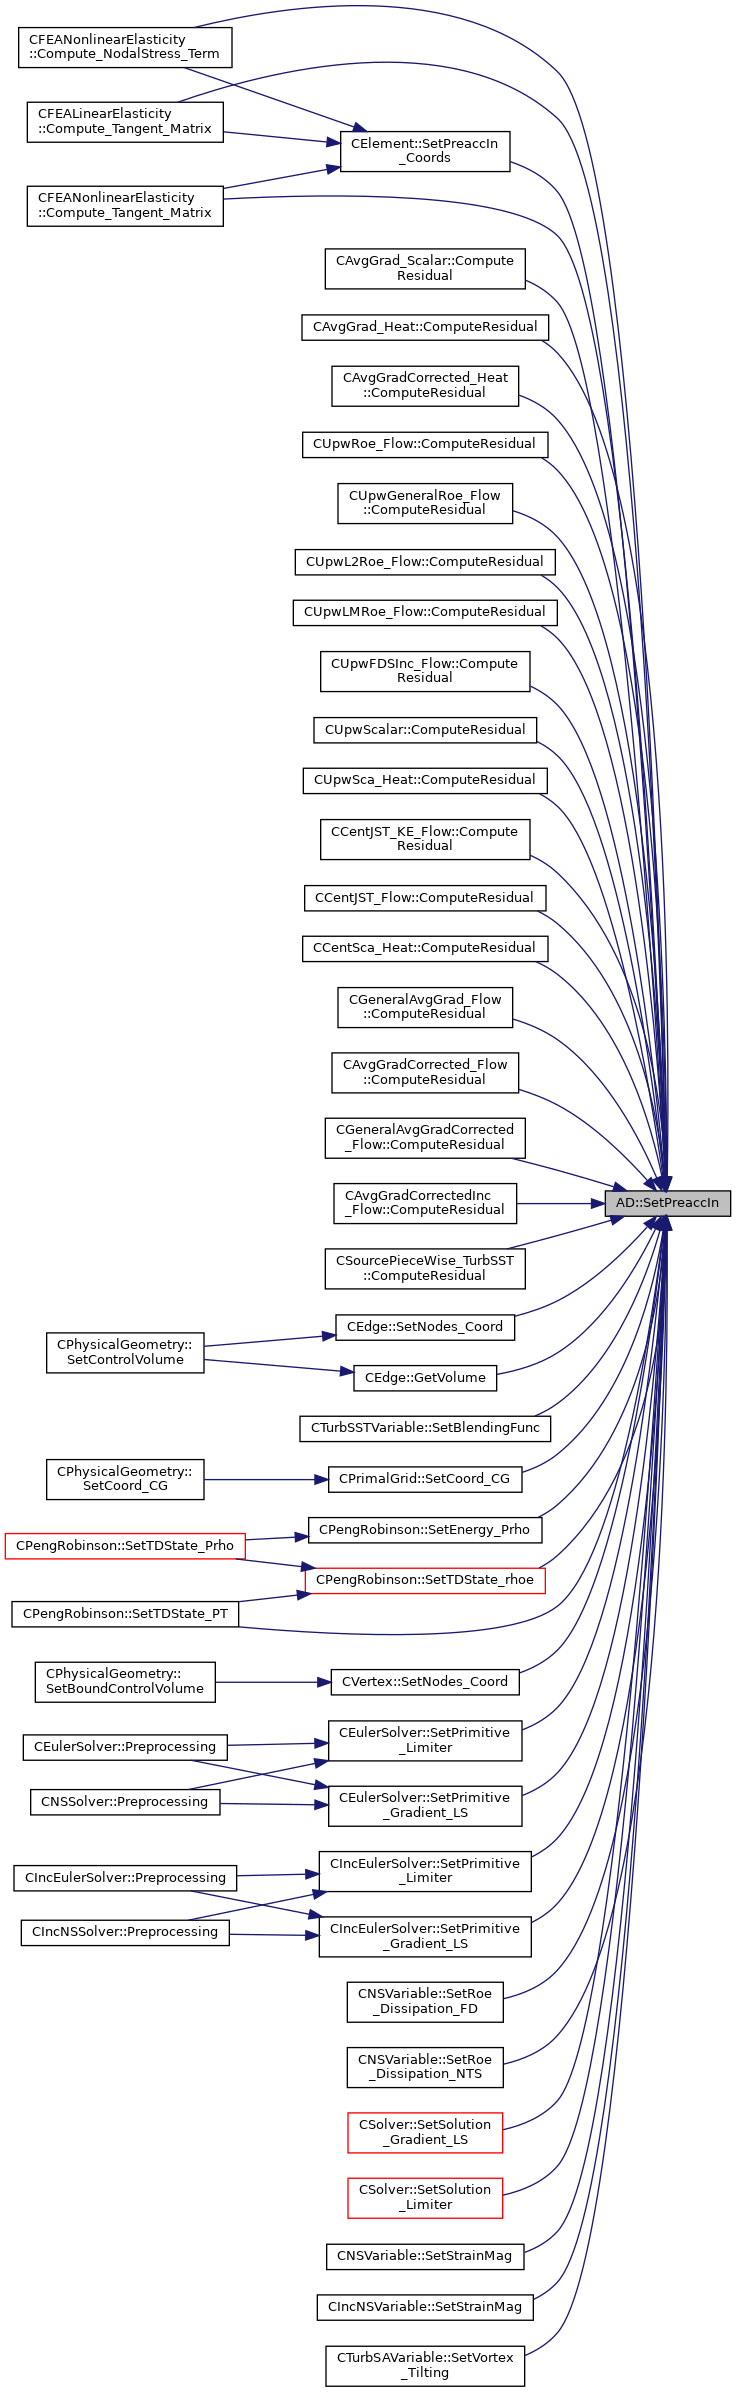 CFEANonlinearElasticity
::Compute_NodalStress_Term
CFEALinearElasticity
::Compute_Tangent_Matrix
CElement::SetPreaccIn
_Coords
CFEANonlinearElasticity
::Compute_Tangent_Matrix
CAvgGrad_Scalar::Compute
Residual
CAvgGrad_Heat::ComputeResidual
CAvgGradCorrected_Heat
::ComputeResidual
CUpwRoe_Flow::ComputeResidual
CUpwGeneralRoe_Flow
::ComputeResidual
CUpwL2Roe_Flow::ComputeResidual
CUpwLMRoe_Flow::ComputeResidual
CUpwFDSInc_Flow::Compute
Residual
CUpwScalar::ComputeResidual
CUpwSca_Heat::ComputeResidual
CCentJST_KE_Flow::Compute
Residual
CCentJST_Flow::ComputeResidual
CCentSca_Heat::ComputeResidual
CGeneralAvgGrad_Flow
::ComputeResidual
CAvgGradCorrected_Flow
::ComputeResidual
CGeneralAvgGradCorrected
_Flow::ComputeResidual
CAvgGradCorrectedInc
_Flow::ComputeResidual
AD::SetPreaccIn
CSourcePieceWise_TurbSST
::ComputeResidual
CEdge::SetNodes_Coord
CPhysicalGeometry::
SetControlVolume
CEdge::GetVolume
CTurbSSTVariable::SetBlendingFunc
CPhysicalGeometry::
SetCoord_CG
CPrimalGrid::SetCoord_CG
CPengRobinson::SetEnergy_Prho
CPengRobinson::SetTDState_Prho
CPengRobinson::SetTDState_rhoe
CPengRobinson::SetTDState_PT
CPhysicalGeometry::
SetBoundControlVolume
CVertex::SetNodes_Coord
CEulerSolver::SetPrimitive
_Limiter
CEulerSolver::Preprocessing
CNSSolver::Preprocessing
CEulerSolver::SetPrimitive
_Gradient_LS
CIncEulerSolver::SetPrimitive
_Limiter
CIncEulerSolver::Preprocessing
CIncNSSolver::Preprocessing
CIncEulerSolver::SetPrimitive
_Gradient_LS
CNSVariable::SetRoe
_Dissipation_FD
CNSVariable::SetRoe
_Dissipation_NTS
CSolver::SetSolution
_Gradient_LS
CSolver::SetSolution
_Limiter
CNSVariable::SetStrainMag
CIncNSVariable::SetStrainMag
CTurbSAVariable::SetVortex
_Tilting